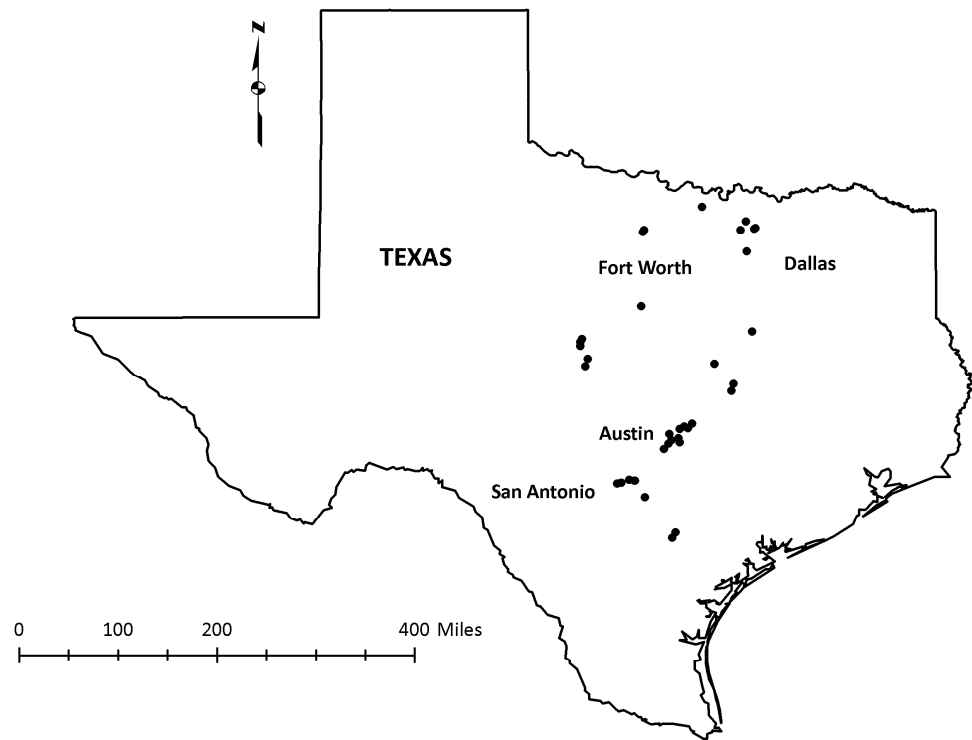 N
TEXAS
Fort Worth
Dallas
Austin
San Antonio
0 100 200 400 Miles